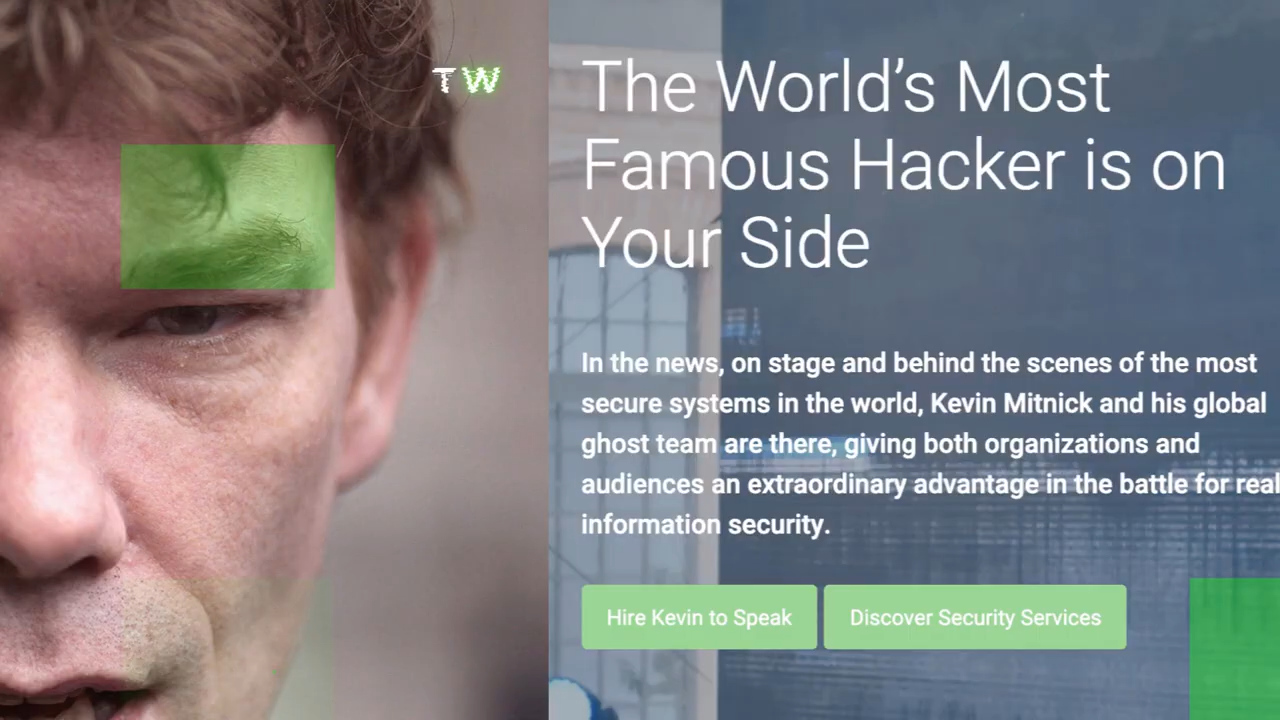 TW
The World’s Most
Famous Hacker is on
Your Side
In the news, on stage and behind the scenes of the most
secure systems in the world, Kevin Mitnick and his global
ghost team are there, giving both organizations and
audiences an extraordinary advantage in the battle for real
information security.
Hire Kevin to Speak Discover Security Services